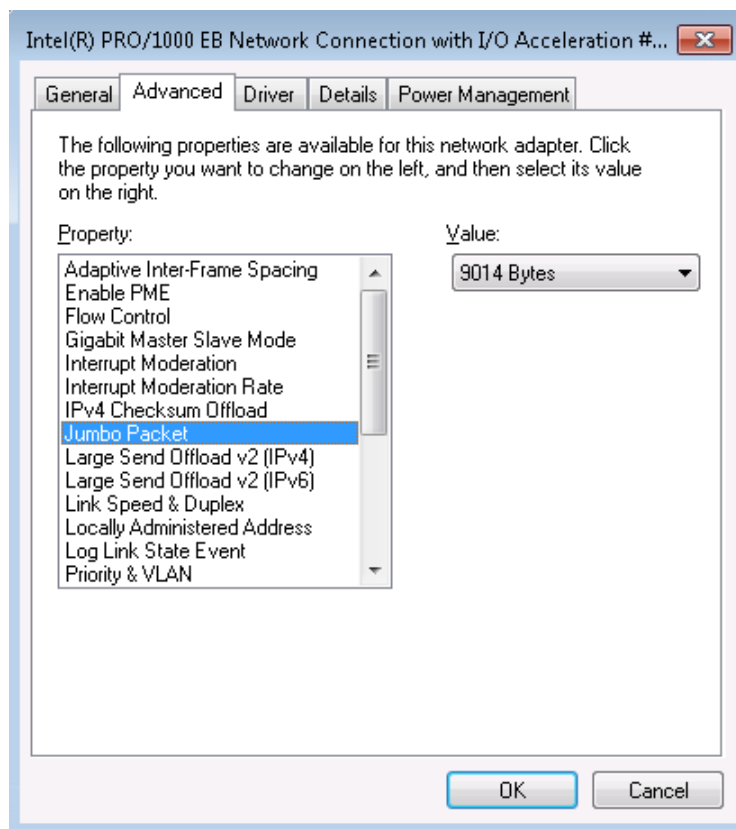 Intel(R) PRO/1000 EB Network Connection with I/O Acceleration #...
General Advanced Driver Details Power Management
The following properties are available for this network adapter. Click
the property you want to change on the left, and then select its value
on the right.
Property:
Value:
Adaptive Inter-Frame Spacing
Enable PME
Flow Control
Gigabit Master Slave Mode
Interrupt Moderation
Interrupt Moderation Rate
IPv4 Checksum Offload
Jumbo Packet
Large Send Offload v2 (IPv4)
Large Send Offload v2 (IPv6)
Link Speed & Duplex
Locally Administered Address
Log Link State Event
Priority & VLAN
9014 Bytes
OK
Cancel